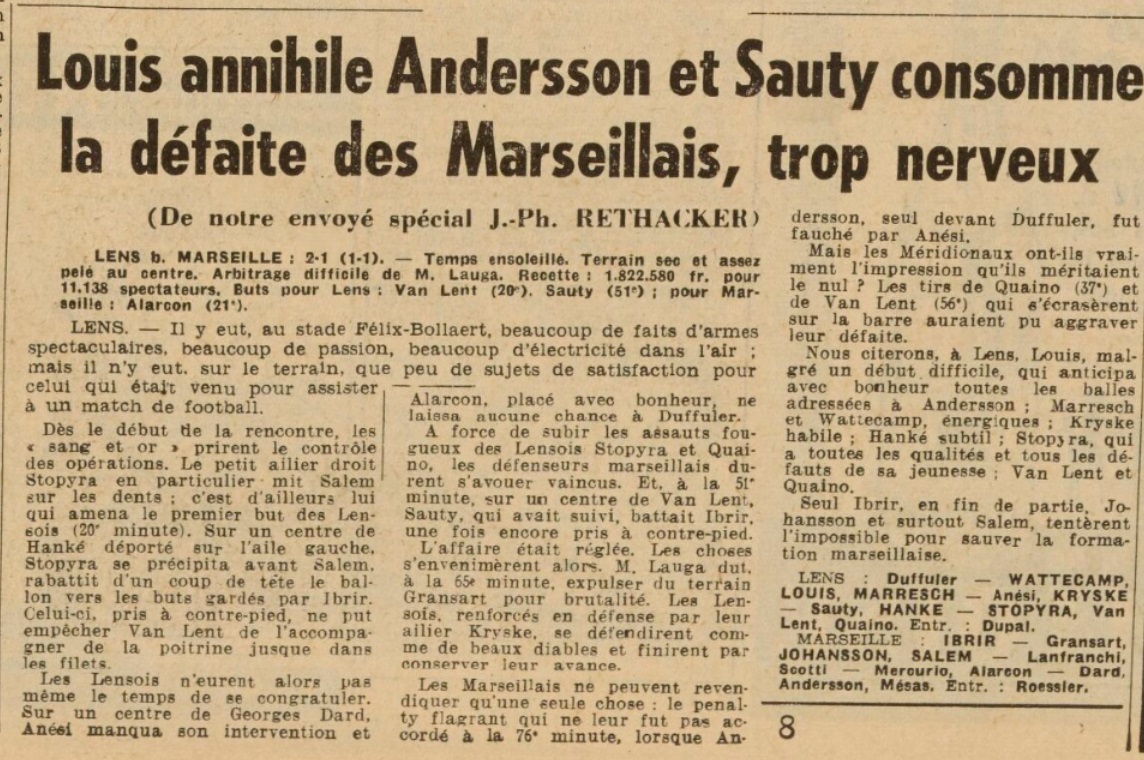 Louis annihile Andersson et Sauty consomme
la défaite des Marseillais, trop nerveux
(De notre envoyé spécial J.-Ph. RETHACKER)
LENS b. MARSEILLE : 2-1 (1-1). — Temps ensoleillé. Terrain sec et assez
pelé au centre. Arbitrage difficile de M. Lauga. Recette : 1.822.580 fr. pour
11.138 spectateurs. Buts pour Lens : Van Lent (20e). Sauty (51e) ; pour Mar-
seille : Alarcon (21e).
LENS. — Il y eut, au stade Félix-Bollaert, beaucoup de faits d'armes
spectaculaires, beaucoup de passion, beaucoup d'électricité dans l'air ;
mais il n'y eut. sur le terrain, que peu de sujets de satisfaction pour
celui qui était venu pour assister
à un match de football.
Dès le début de la rencontre, les
« sang et or » prirent le contrôle
des opérations. Le petit ailier droit
Stopyra en particulier mit Salem
sur les dents ; c'est d'ailleurs lui
qui amena le premier but des Len-
sois (20e minute). Sur un centre de
Hanké déporté sur l'aile gauche,
Stopyra se précipita avant Salem,
rabattit d'un coup de tête le bal-
lon vers les buts gardés par Ibrir.
Celui-ci, pris à contre-pied, ne put
empêcher Van Lent de l'accompa-
gner de la poitrine jusque dans
les filets.
Les Lensois n'eurent alors pas
même le temps de se congratuler.
Sur un centre de Georges Dard,
Anési manqua son intervention et
Alarcon, placé avec bonheur, ne
laissa aucune chance à Duffuler.
A force de subir les assauts fou-
gueux des Lensois Stopyra et Quai-
no, les défenseurs marseillais du-
rent s'avouer vaincus. Et, à la 51e
minute, sur un centre de Van Lent,
Sauty, qui avait suivi, battait Ibrir,
une fois encore pris à contre-pied.
L'affaire était réglée. Les choses
s'envenimèrent alors. M. Lauga dut,
à la 65e minute, expulser du terrain
Gransart pour brutalité. Les Len-
sois, renforcés en défense par leur
ailier Kryske, se défendirent com-
me de beaux diables et finirent par
conserver leur avance.
Les Marseillais ne peuvent reven-
diquer qu'une seule chose : le penal-
ty flagrant qui ne leur fut pas ac-
cordé à la 76e minute, lorsque An-
dersson, seul devant Duffuler, fut
fauché par Anési.
Mais les Méridionaux ont-ils vrai-
ment l'impression qu'ils méritaient
le nul ? Les tirs de Quaino (37e) et
de Van Lent (56e) qui s'écrasèrent
sur la barre auraient pu aggraver
leur défaite.
Nous citerons, à Lens, Louis, mal-
gré un début difficile, qui anticipa
avec bonheur toutes les balles
adressées à Andersson ; Marresch
et Wattecamp, énergiques ; Kryske
habile ; Hanké subtil ; Stopyra, qui
a toutes les qualités et tous les dé-
fauts de sa jeunesse ; Van Lent et
Quaino.
Seul Ibrir, en fin de partie, Jo-
hansson et surtout Salem, tentèrent
l'impossible pour sauver la forma-
tion marseillaise.
LENS : Duffuler — WATTECAMP,
LOUIS, MARRESCH — Anési, KRYSKE
— Sauty, HANKE — STOPYRA, Van
Lent, Quaino. Entr. : Dupal.
MARSEILLE : IBRIR — Gransart,
JOHANSSON, SALEM — Lanfranchi,
Scotti — Mercurio, Alarcon — Dard,
Andersson, Mésas. Entr. : Roessler.
8